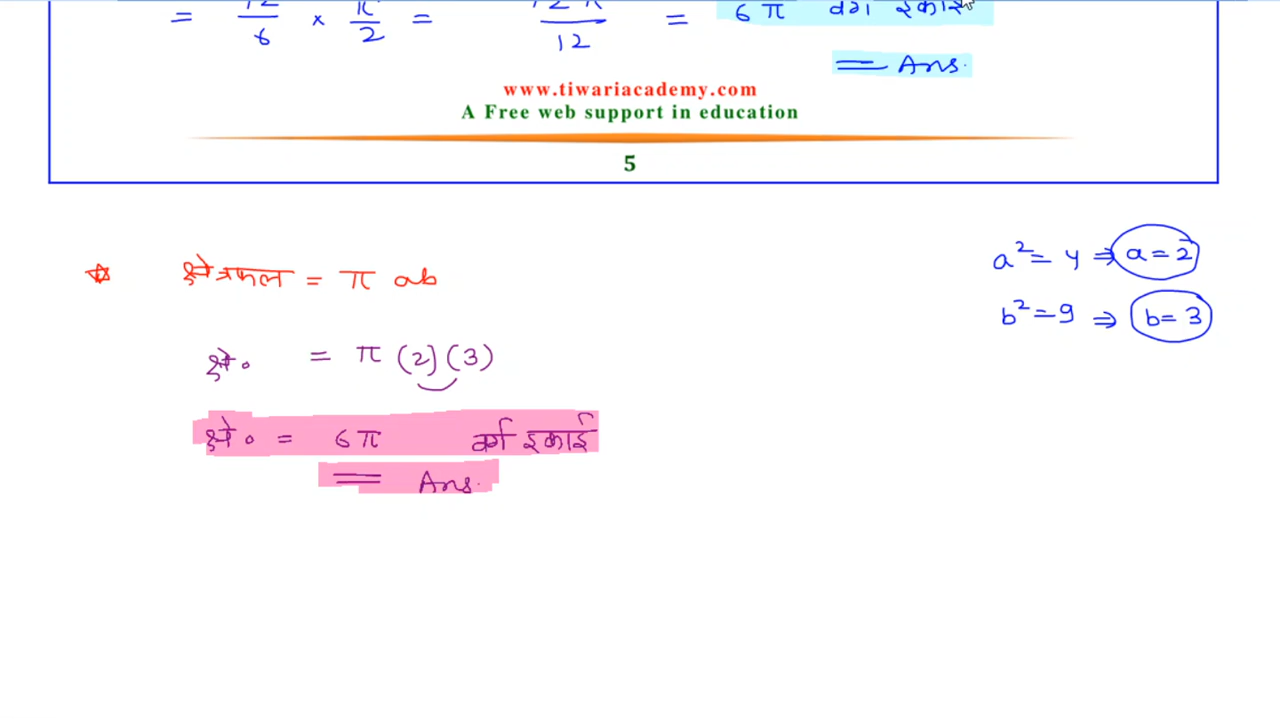 = 12/6 × π/2 = 12π/12 = 6π वर्ग इकाई
Ans.
www.tiwariacademy.com
A Free web support in education
5
क्षेत्रफल = π ab
a² = 4 ⇒ a = 2
b² = 9 ⇒ b = 3
क्षे० = π (2) (3)
क्षे० = 6π वर्ग इकाई
Ans.